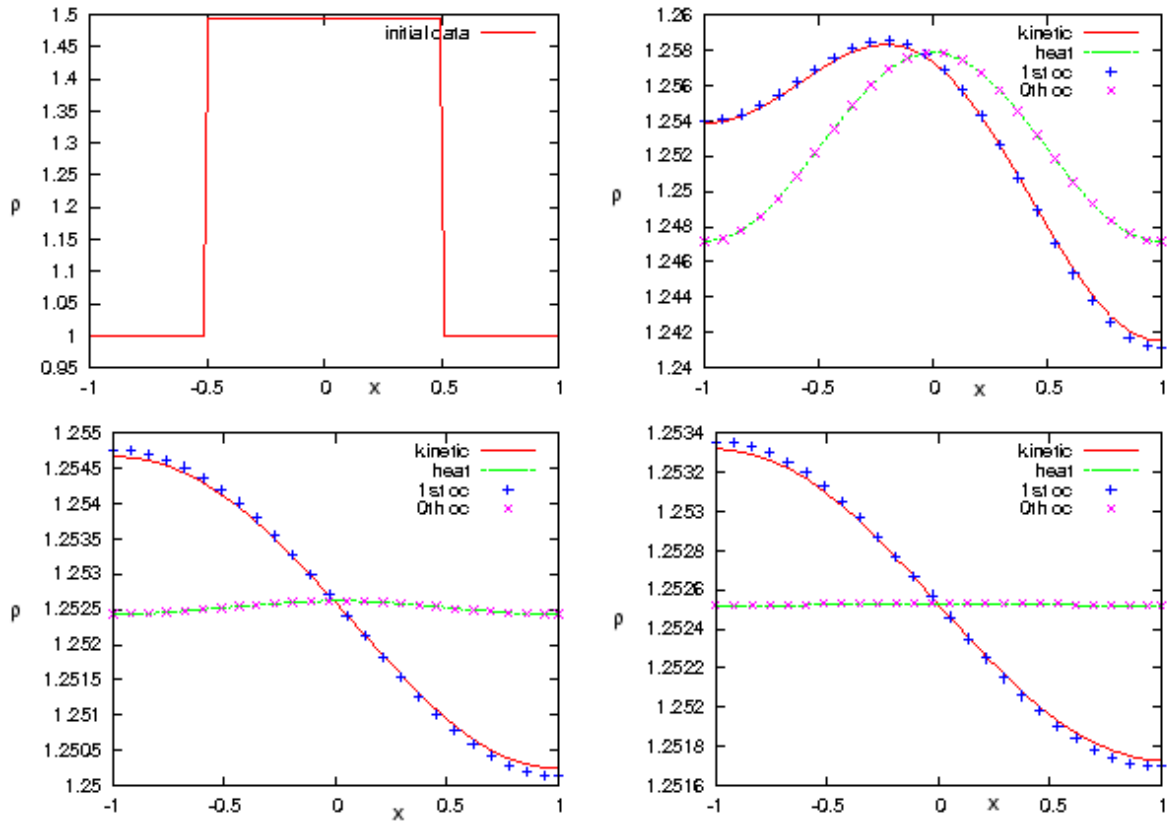 1.5
1.45
1.4
1.35
1.3
1.25
1.2
1.15
1.1
1.05
1
0.95
ρ
-1 -0.5 0 0.5 1
x
initial data
1.26
1.258
1.256
1.254
1.252
1.25
1.248
1.246
1.244
1.242
1.24
ρ
-1 -0.5 0 0.5 1
x
kinetic
heat
1st oc
0th oc
1.255
1.2545
1.254
1.2535
1.253
1.2525
1.252
1.2515
1.251
1.2505
1.25
ρ
-1 -0.5 0 0.5 1
x
kinetic
heat
1st oc
0th oc
1.2534
1.2532
1.253
1.2528
1.2526
1.2524
1.2522
1.252
1.2518
1.2516
ρ
-1 -0.5 0 0.5 1
x
kinetic
heat
1st oc
0th oc